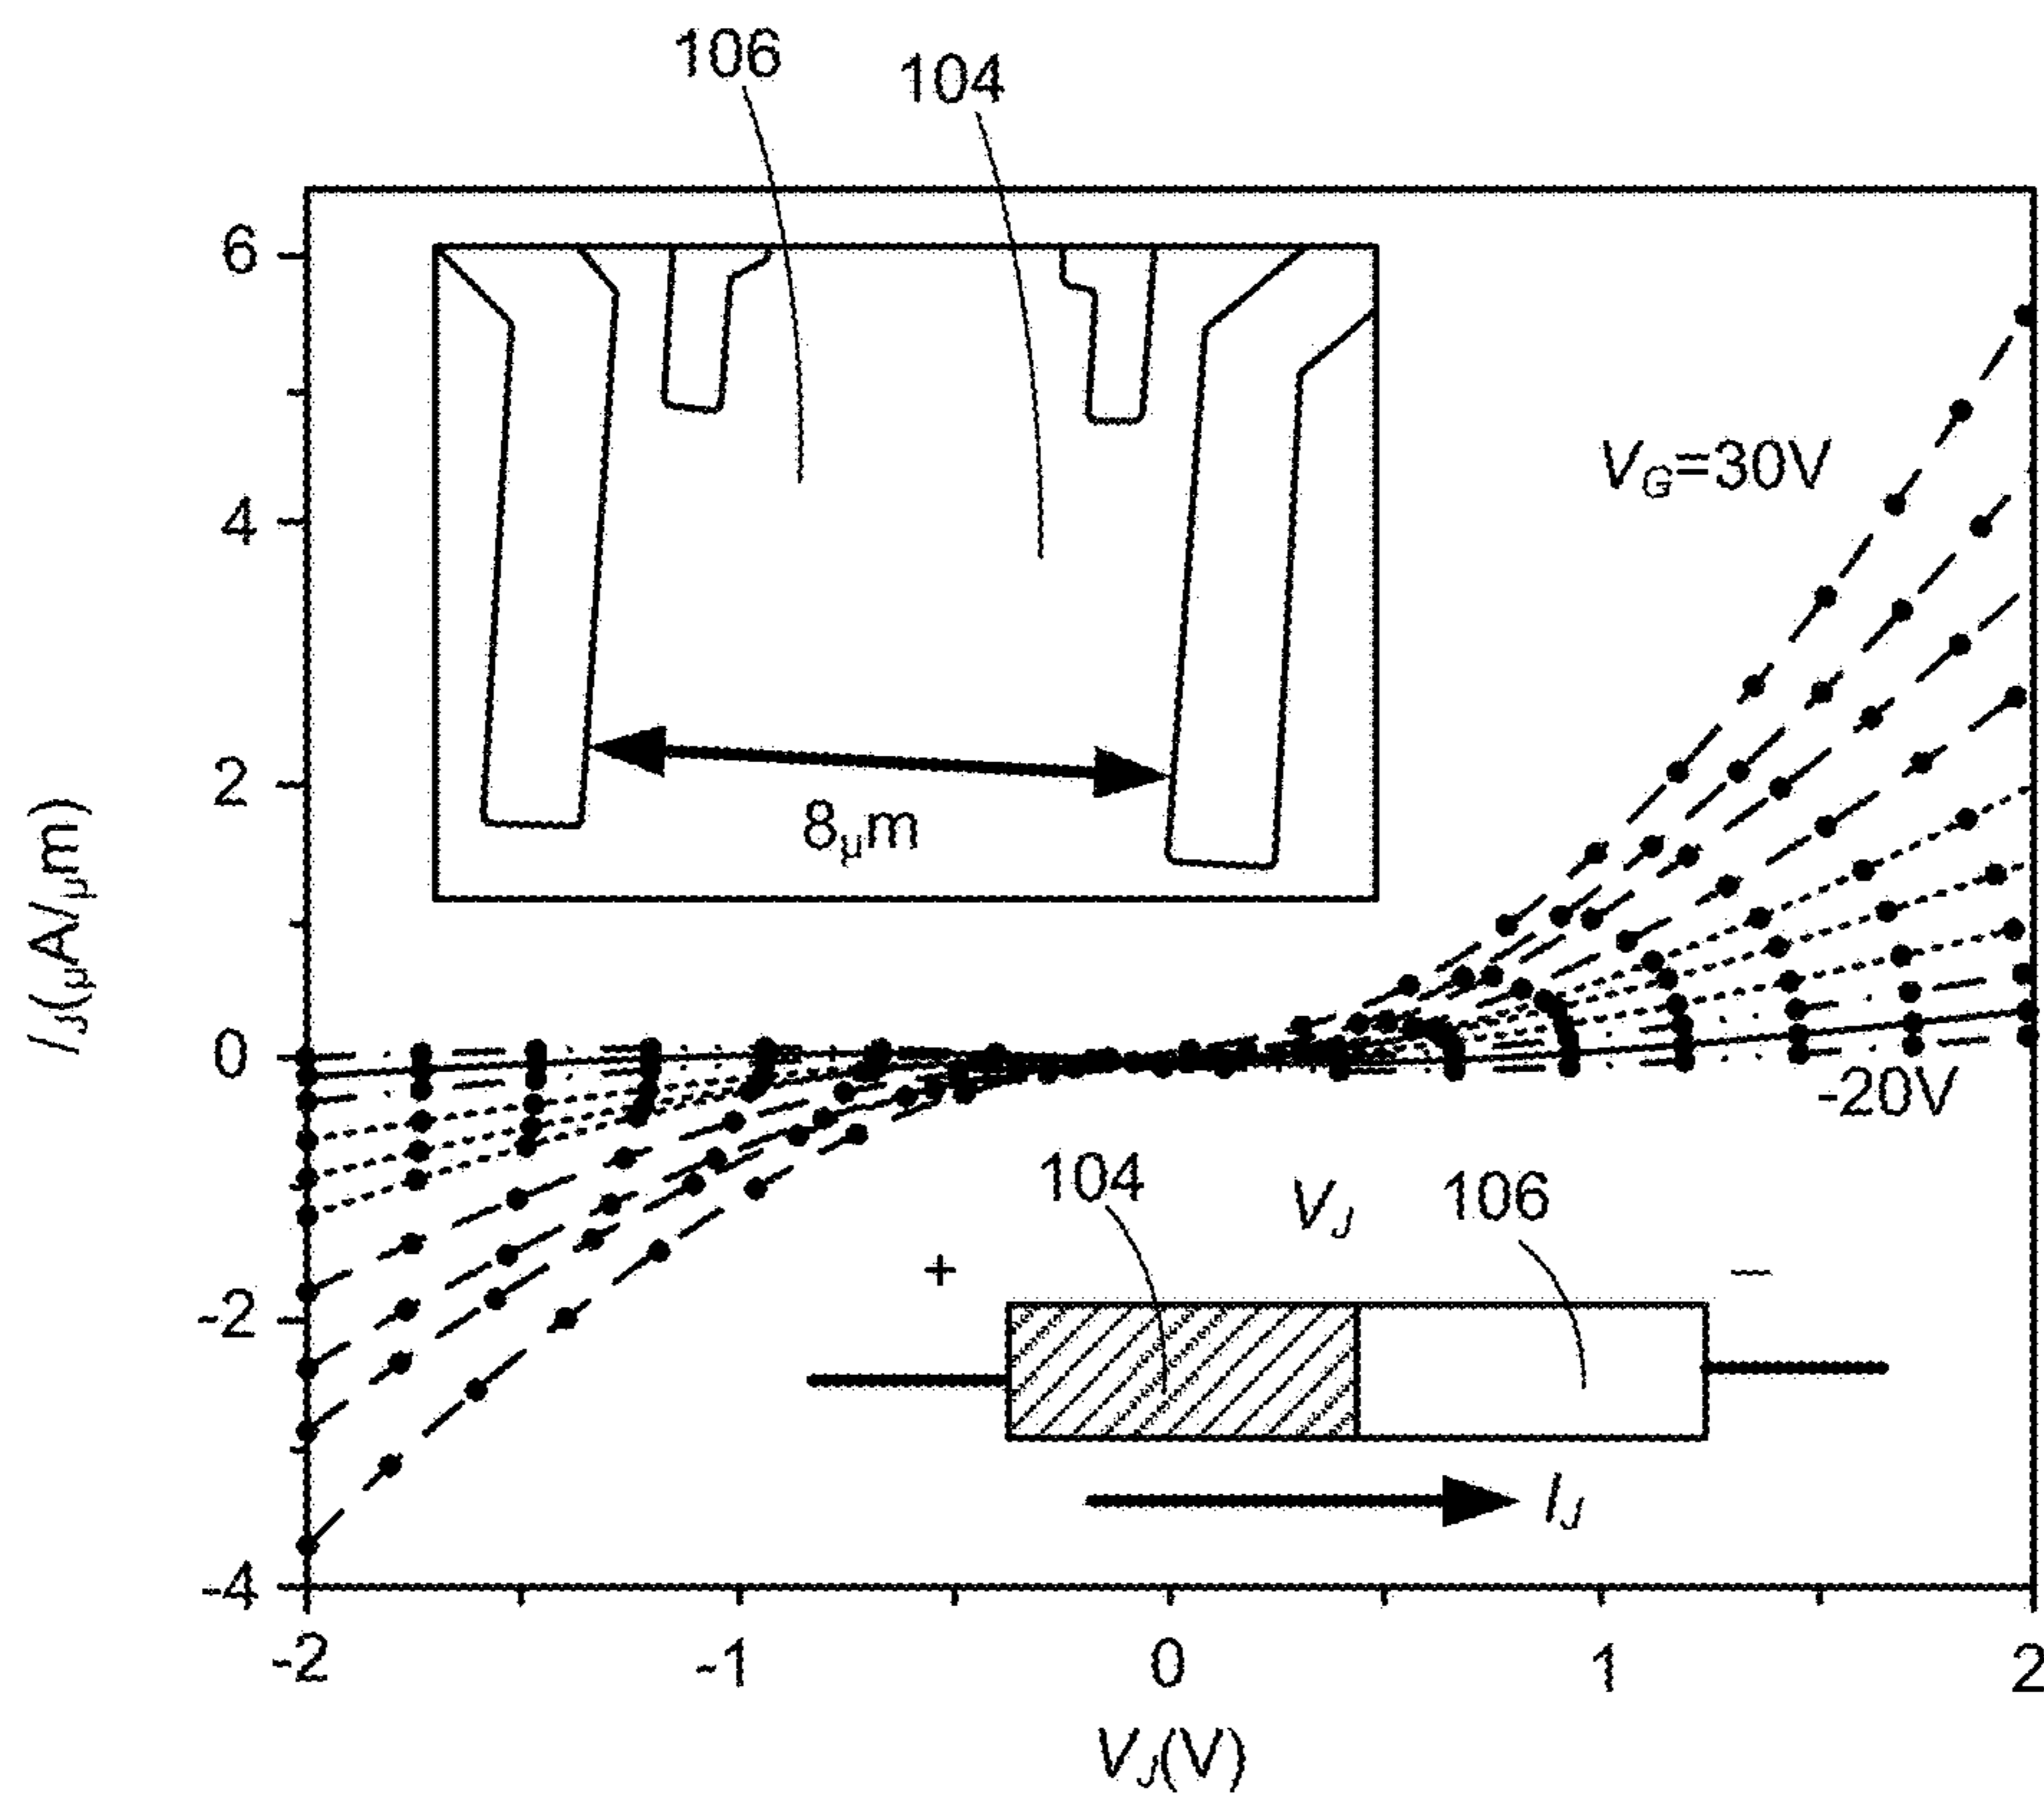 106
104
6
4
2
0
-2
-4
I_J(μA/μm)
V_G=30V
8μm
-20V
104
V_J
106
+
−
I_J
-2
-1
0
1
2
V_J(V)